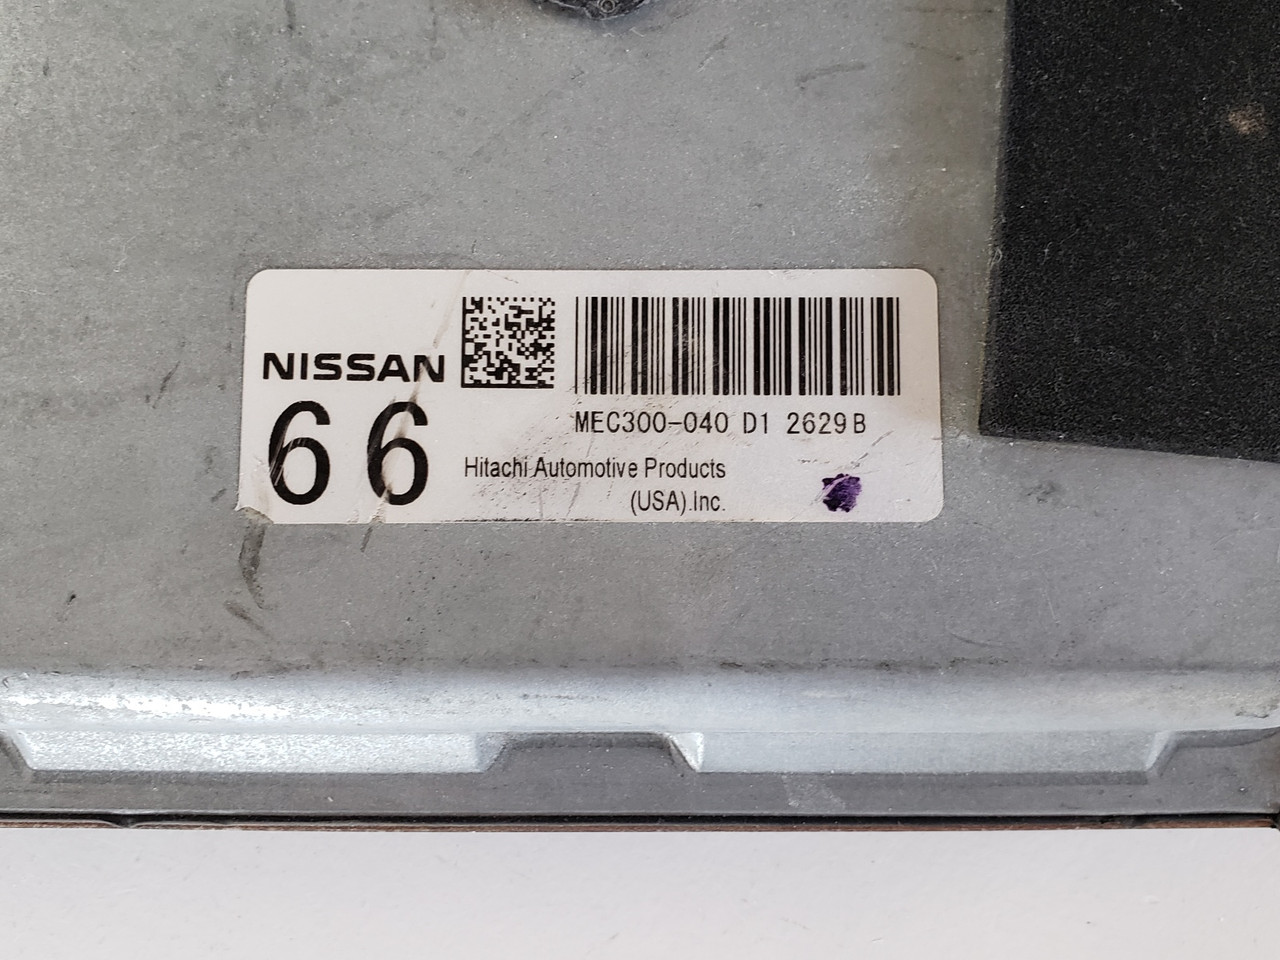 NISSAN
66
MEC300-040 D1 2629B
Hitachi Automotive Products
(USA).Inc.